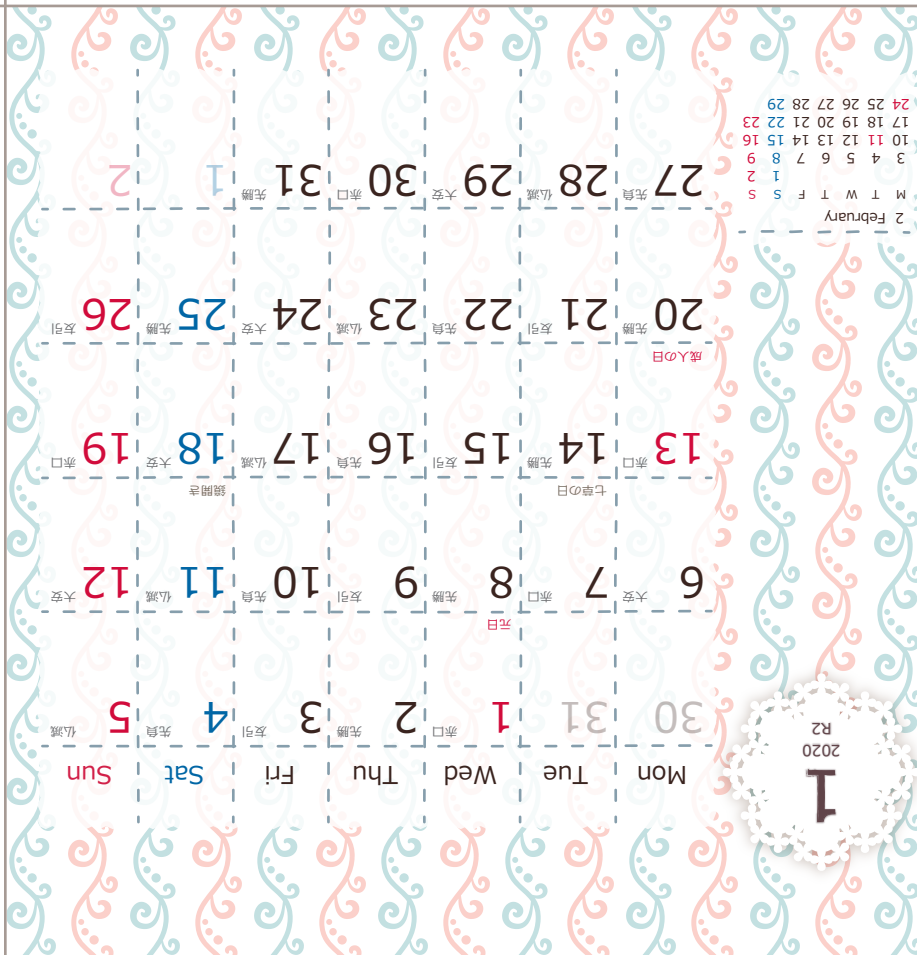 1
2020
R2
Mon Tue Wed Thu Fri Sat Sun
30 31 1 赤口 2 先勝 3 友引 4 先負 5 仏滅
元日
6 大安 7 赤口 8 先勝 9 友引 10 先負 11 仏滅 12 大安
七草の日 鏡開き
13 赤口 14 先勝 15 友引 16 先負 17 仏滅 18 大安 19 赤口
成人の日
20 先勝 21 友引 22 先負 23 仏滅 24 大安 25 先勝 26 友引
27 先負 28 仏滅 29 大安 30 赤口 31 先勝 1 2
2 February
M T W T F S S
1 2
3 4 5 6 7 8 9
10 11 12 13 14 15 16
17 18 19 20 21 22 23
24 25 26 27 28 29